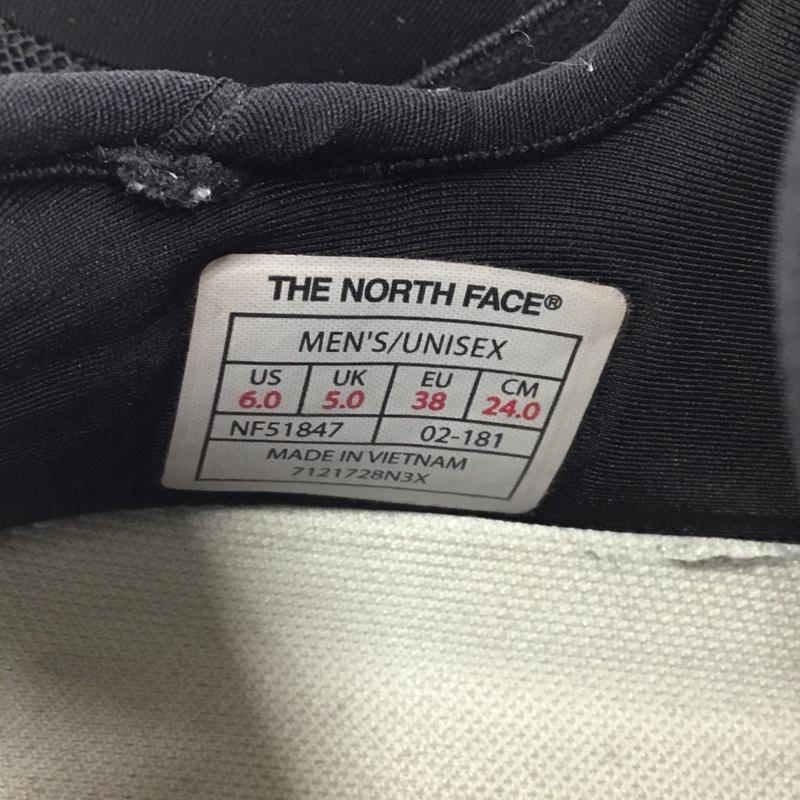 THE NORTH FACE®
MEN'S/UNISEX
US UK EU CM
6.0 5.0 38 24.0
NF51847 02-181
MADE IN VIETNAM
7121728N3X